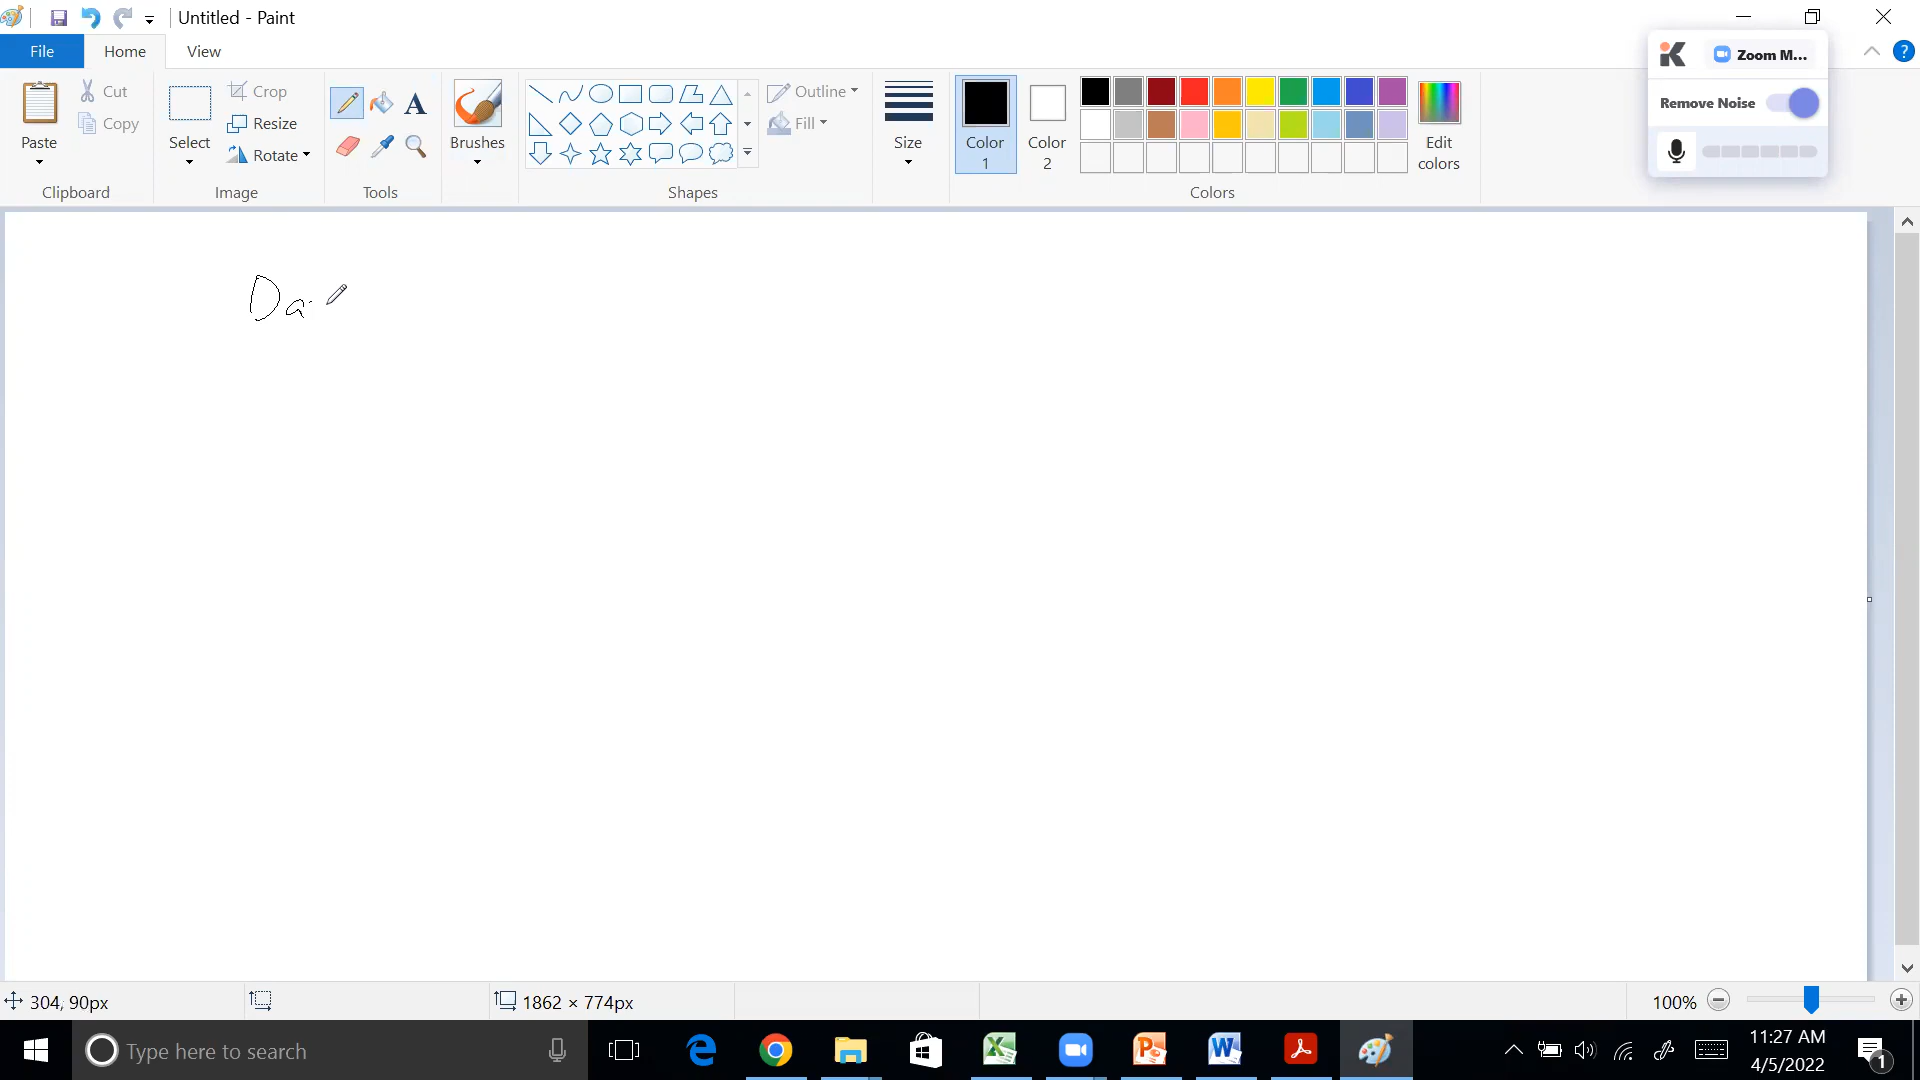 Untitled - Paint
File Home View
Zoom M...
Remove Noise
Paste Cut Copy Clipboard
Select Crop Resize Rotate Image
Tools
Brushes
Shapes
Outline Fill
Size
Color 1
Color 2
Edit colors
Colors
Da
304, 90px
1862 × 774px
100%
Type here to search
11:27 AM
4/5/2022
1